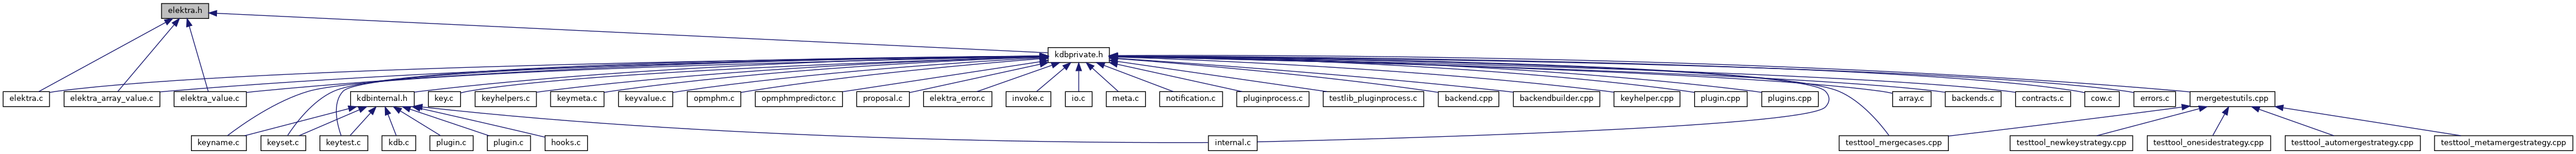 elektra.h
kdbprivate.h
elektra.c
elektra_array_value.c
elektra_value.c
kdbinternal.h
key.c
keyhelpers.c
keymeta.c
keyvalue.c
opmphm.c
opmphmpredictor.c
proposal.c
elektra_error.c
invoke.c
io.c
meta.c
notification.c
pluginprocess.c
testlib_pluginprocess.c
backend.cpp
backendbuilder.cpp
keyhelper.cpp
plugin.cpp
plugins.cpp
array.c
backends.c
contracts.c
cow.c
errors.c
mergetestutils.cpp
keyname.c
keyset.c
keytest.c
kdb.c
plugin.c
plugin.c
hooks.c
internal.c
testtool_mergecases.cpp
testtool_newkeystrategy.cpp
testtool_onesidestrategy.cpp
testtool_automergestrategy.cpp
testtool_metamergestrategy.cpp